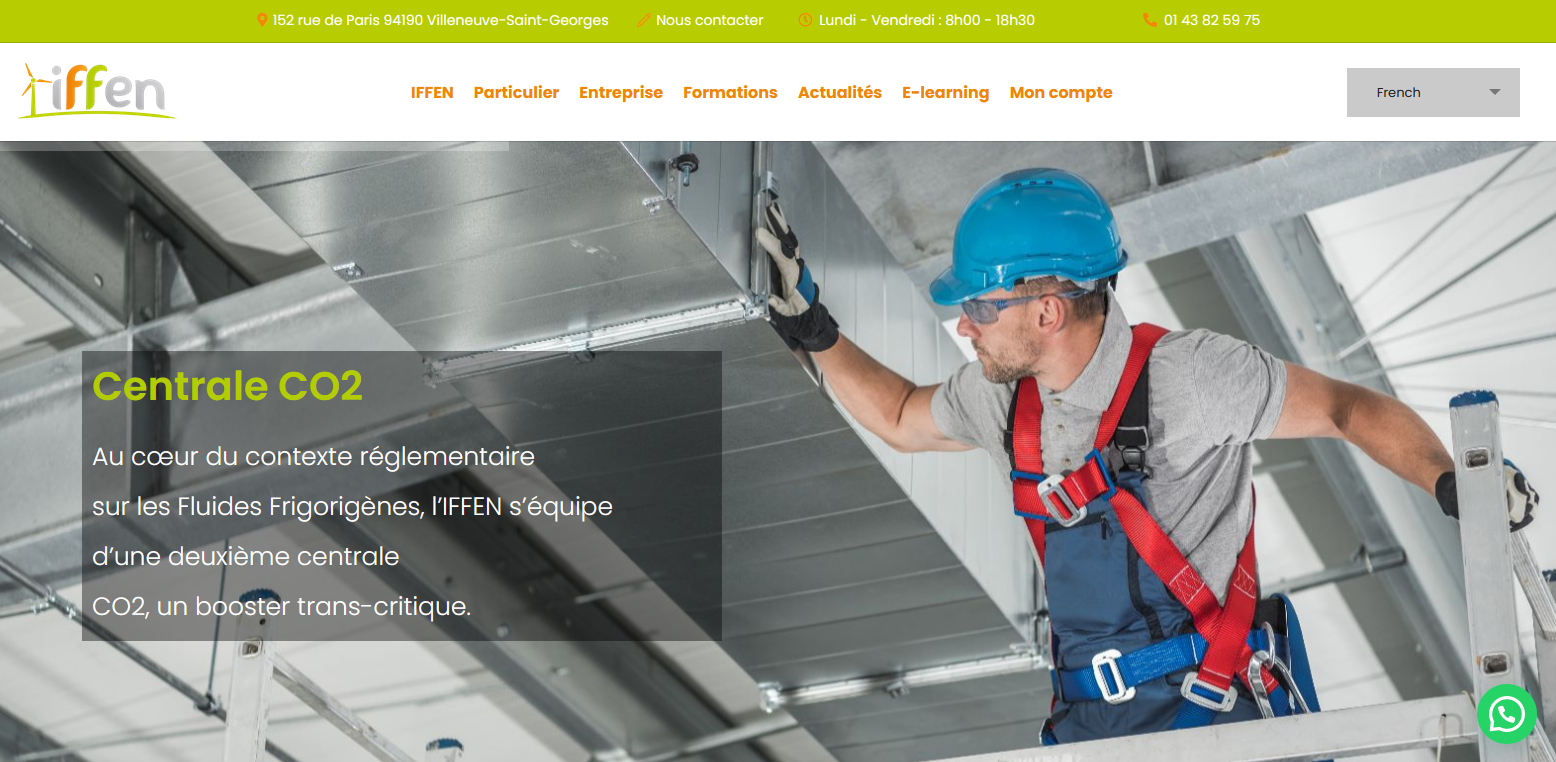 152 rue de Paris 94190 Villeneuve-Saint-Georges Nous contacter Lundi - Vendredi : 8h00 - 18h30 01 43 82 59 75
iffen
IFFEN Particulier Entreprise Formations Actualités E-learning Mon compte
French
Centrale CO2
Au cœur du contexte réglementaire
sur les Fluides Frigorigènes, l’IFFEN s’équipe
d’une deuxième centrale
CO2, un booster trans-critique.